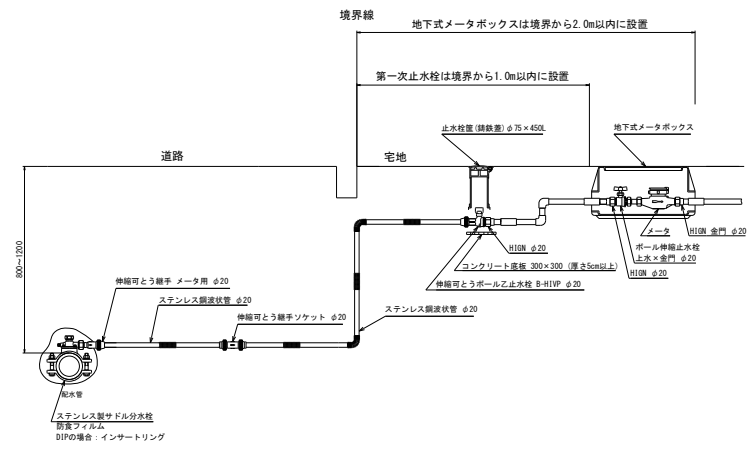 境界線
地下式メータボックスは境界から2.0m以内に設置
第一次止水栓は境界から1.0m以内に設置
止水栓筐(鋳鉄蓋)φ75×450L
地下式メータボックス
道路
宅地
800~1200
HIGN φ20
メータ
HIGN 金門 φ20
コンクリート底板 300×300 (厚さ5cm以上)
ボール伸縮止水栓
上水×金門 φ20
HIGN φ20
伸縮可とう継手 メータ用 φ20
伸縮可とうボール乙止水栓 B-HIVP φ20
ステンレス鋼波状管 φ20
伸縮可とう継手ソケット φ20
ステンレス鋼波状管 φ20
配水管
ステンレス製サドル分水栓
防食フィルム
DIPの場合:インサートリング